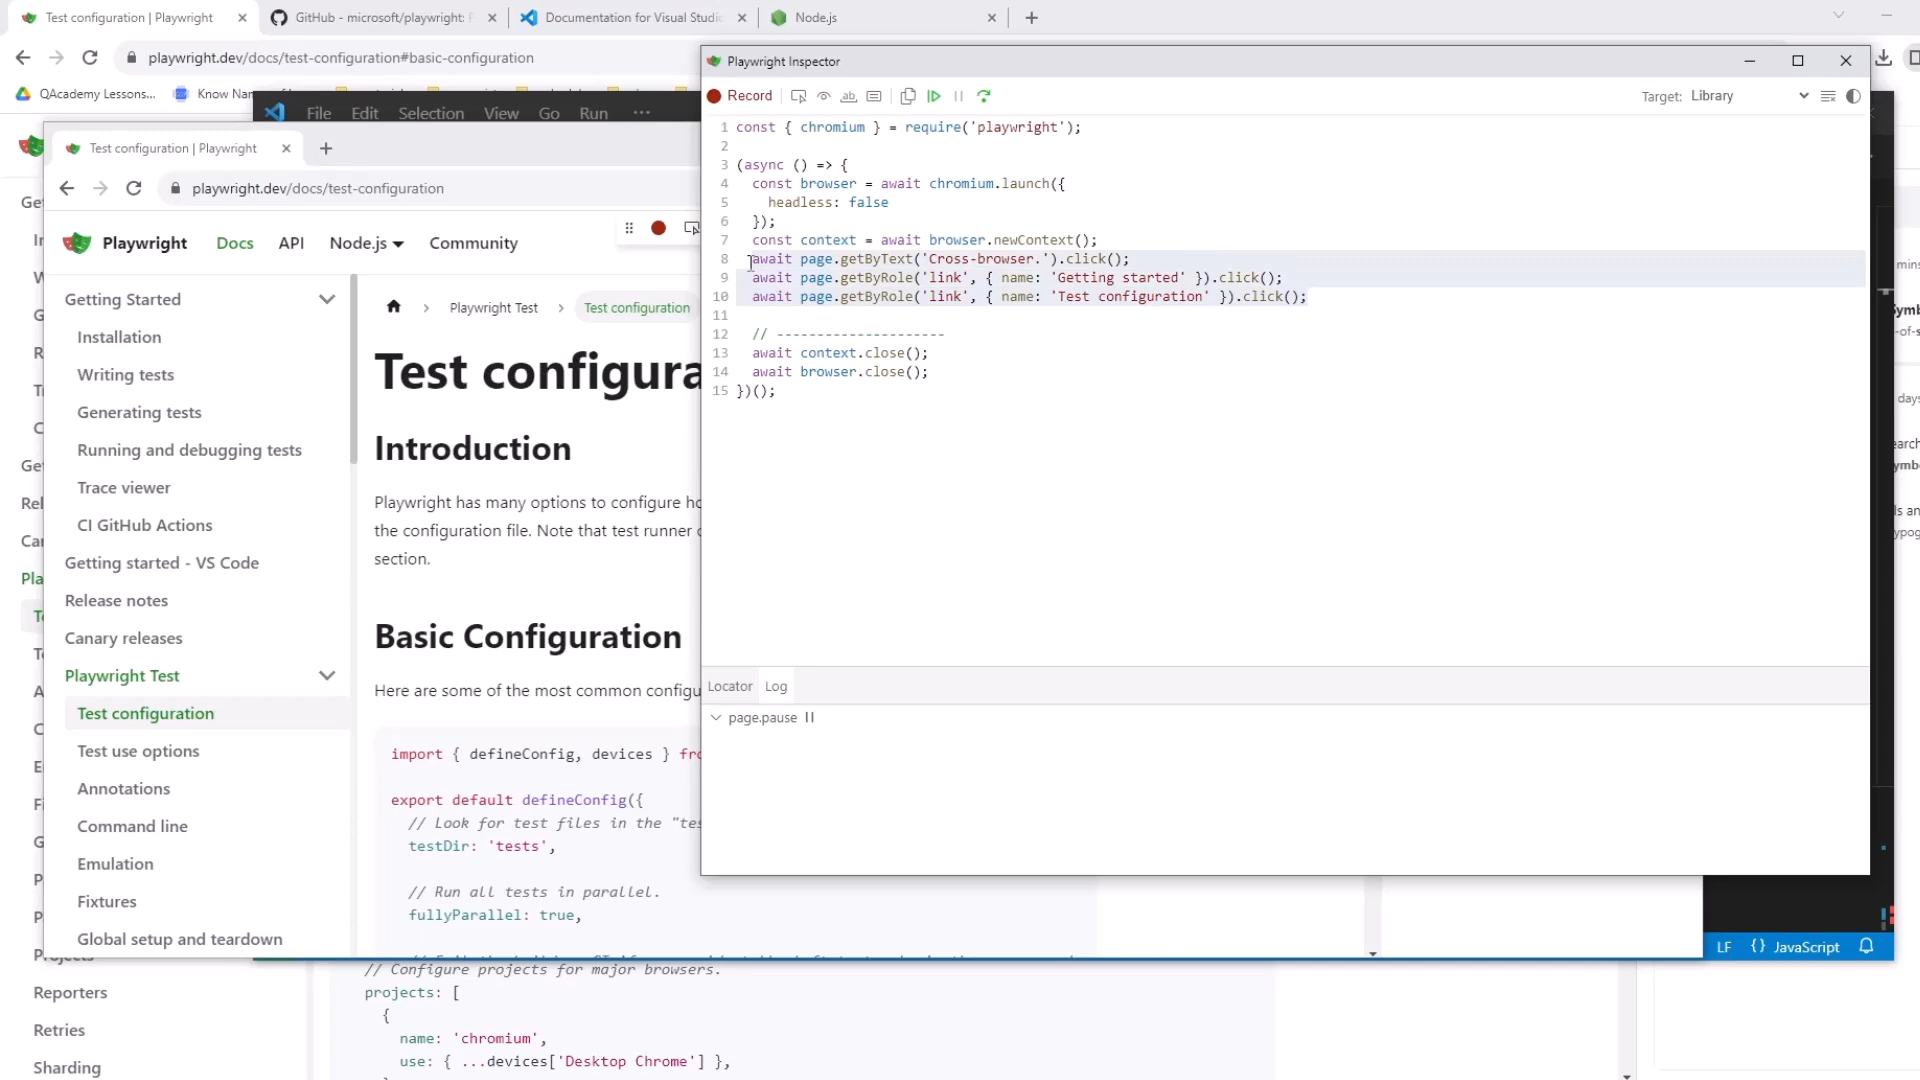 Test configuration | Playwright
GitHub - microsoft/playwright:
Documentation for Visual Studi
Node.js
playwright.dev/docs/test-configuration#basic-configuration
QAcademy Lessons...
Know Nam
File Edit Selection View Go Run ...
Test configuration | Playwright
playwright.dev/docs/test-configuration
Playwright Docs API Node.js Community
Getting Started
Installation
Writing tests
Generating tests
Running and debugging tests
Trace viewer
CI GitHub Actions
Getting started - VS Code
Release notes
Canary releases
Playwright Test
Test configuration
Test use options
Annotations
Command line
Emulation
Fixtures
Global setup and teardown
Playwright Test > Test configuration
Test configura
Introduction
Playwright has many options to configure ho
the configuration file. Note that test runner
section.
Basic Configuration
Here are some of the most common configu
import { defineConfig, devices } fro
export default defineConfig({
// Look for test files in the "tes
testDir: 'tests',
// Run all tests in parallel.
fullyParallel: true,
Playwright Inspector
Record
Target: Library
1 const { chromium } = require('playwright');
2
3 (async () => {
4 const browser = await chromium.launch({
5 headless: false
6 });
7 const context = await browser.newContext();
8 await page.getByText('Cross-browser.').click();
9 await page.getByRole('link', { name: 'Getting started' }).click();
10 await page.getByRole('link', { name: 'Test configuration' }).click();
11
12 // ---------------------
13 await context.close();
14 await browser.close();
15 })();
Locator Log
page.pause
LF {} JavaScript
Reporters
Retries
Sharding
// Configure projects for major browsers.
projects: [
{
name: 'chromium',
use: { ...devices['Desktop Chrome'] },